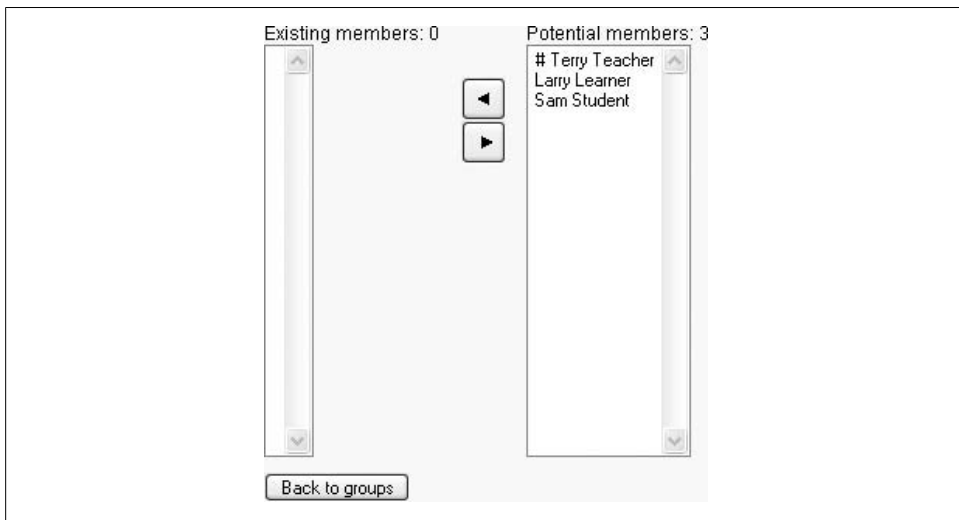 Existing members: 0
Potential members: 3
# Terry Teacher
Larry Learner
Sam Student
Back to groups